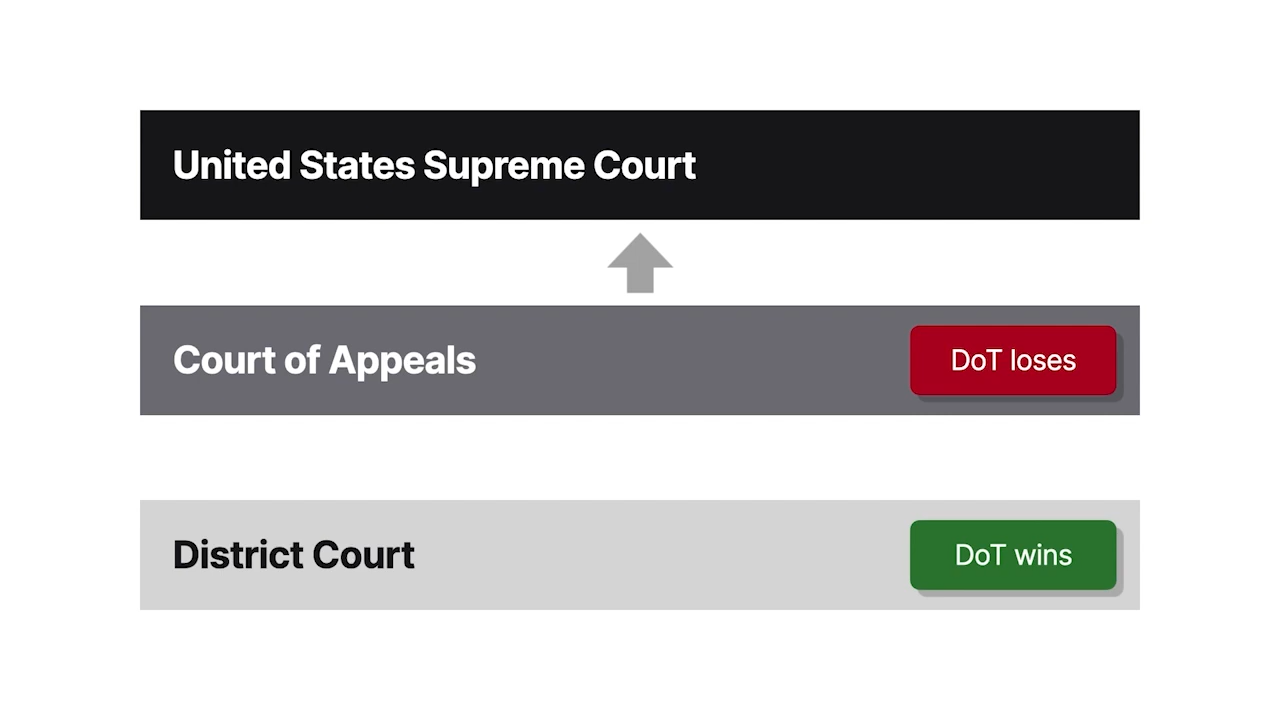 United States Supreme Court
Court of Appeals
DoT loses
District Court
DoT wins